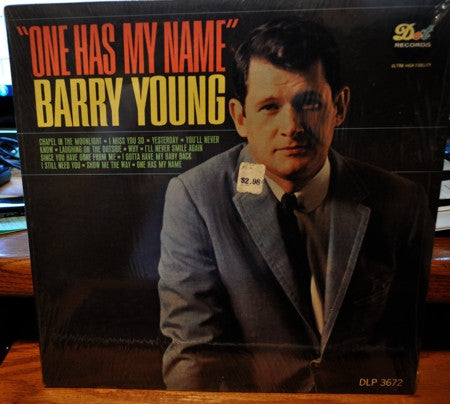 "ONE HAS MY NAME"
BARRY YOUNG
Dot
RECORDS
ULTRA HIGH FIDELITY
CHAPEL IN THE MOONLIGHT • I MISS YOU SO • YESTERDAY • YOU'LL NEVER
KNOW • LAUGHING ON THE OUTSIDE • WHY • I'LL NEVER SMILE AGAIN
SINCE YOU HAVE GONE FROM ME • I GOTTA HAVE MY BABY BACK
I STILL NEED YOU • SHOW ME THE WAY • ONE HAS MY NAME
$2.98
DLP 3672